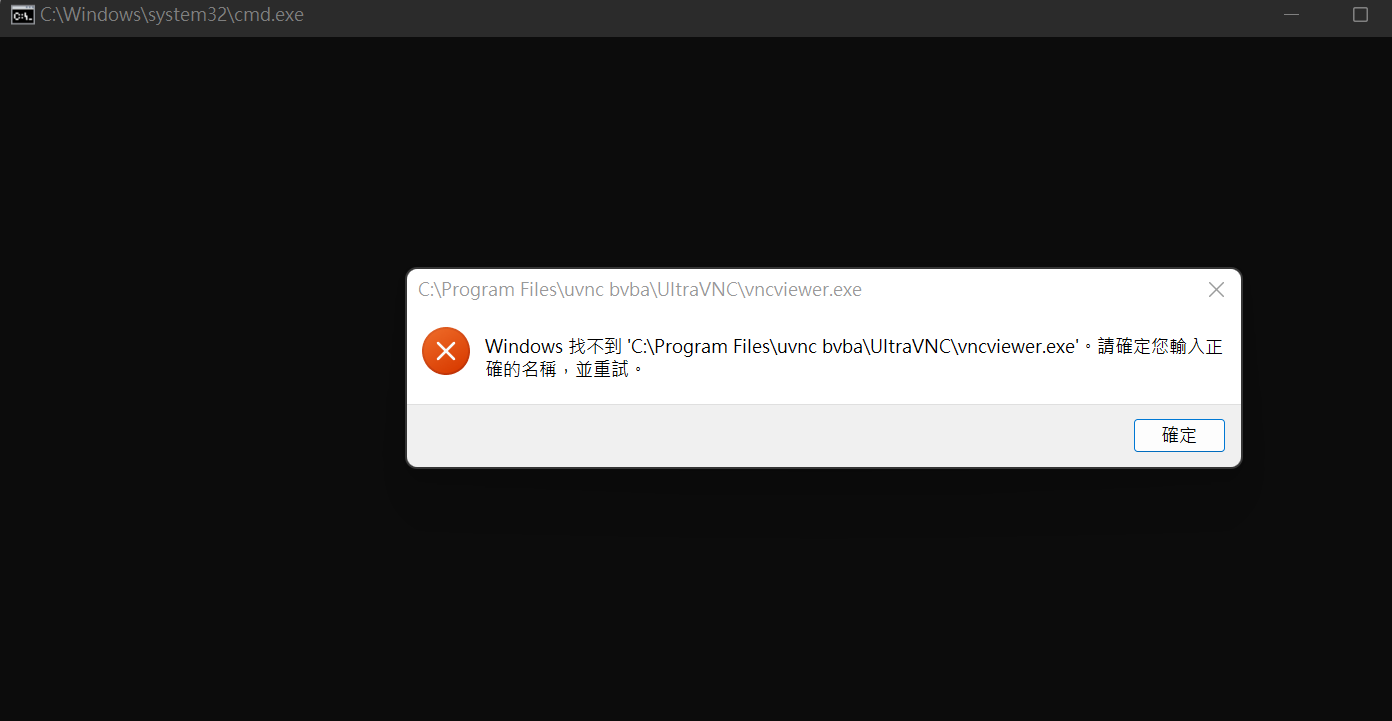 C:\Windows\system32\cmd.exe
C:\Program Files\uvnc bvba\UltraVNC\vncviewer.exe
Windows 找不到 'C:\Program Files\uvnc bvba\UltraVNC\vncviewer.exe'。請確定您輸入正
確的名稱，並重試。
確定